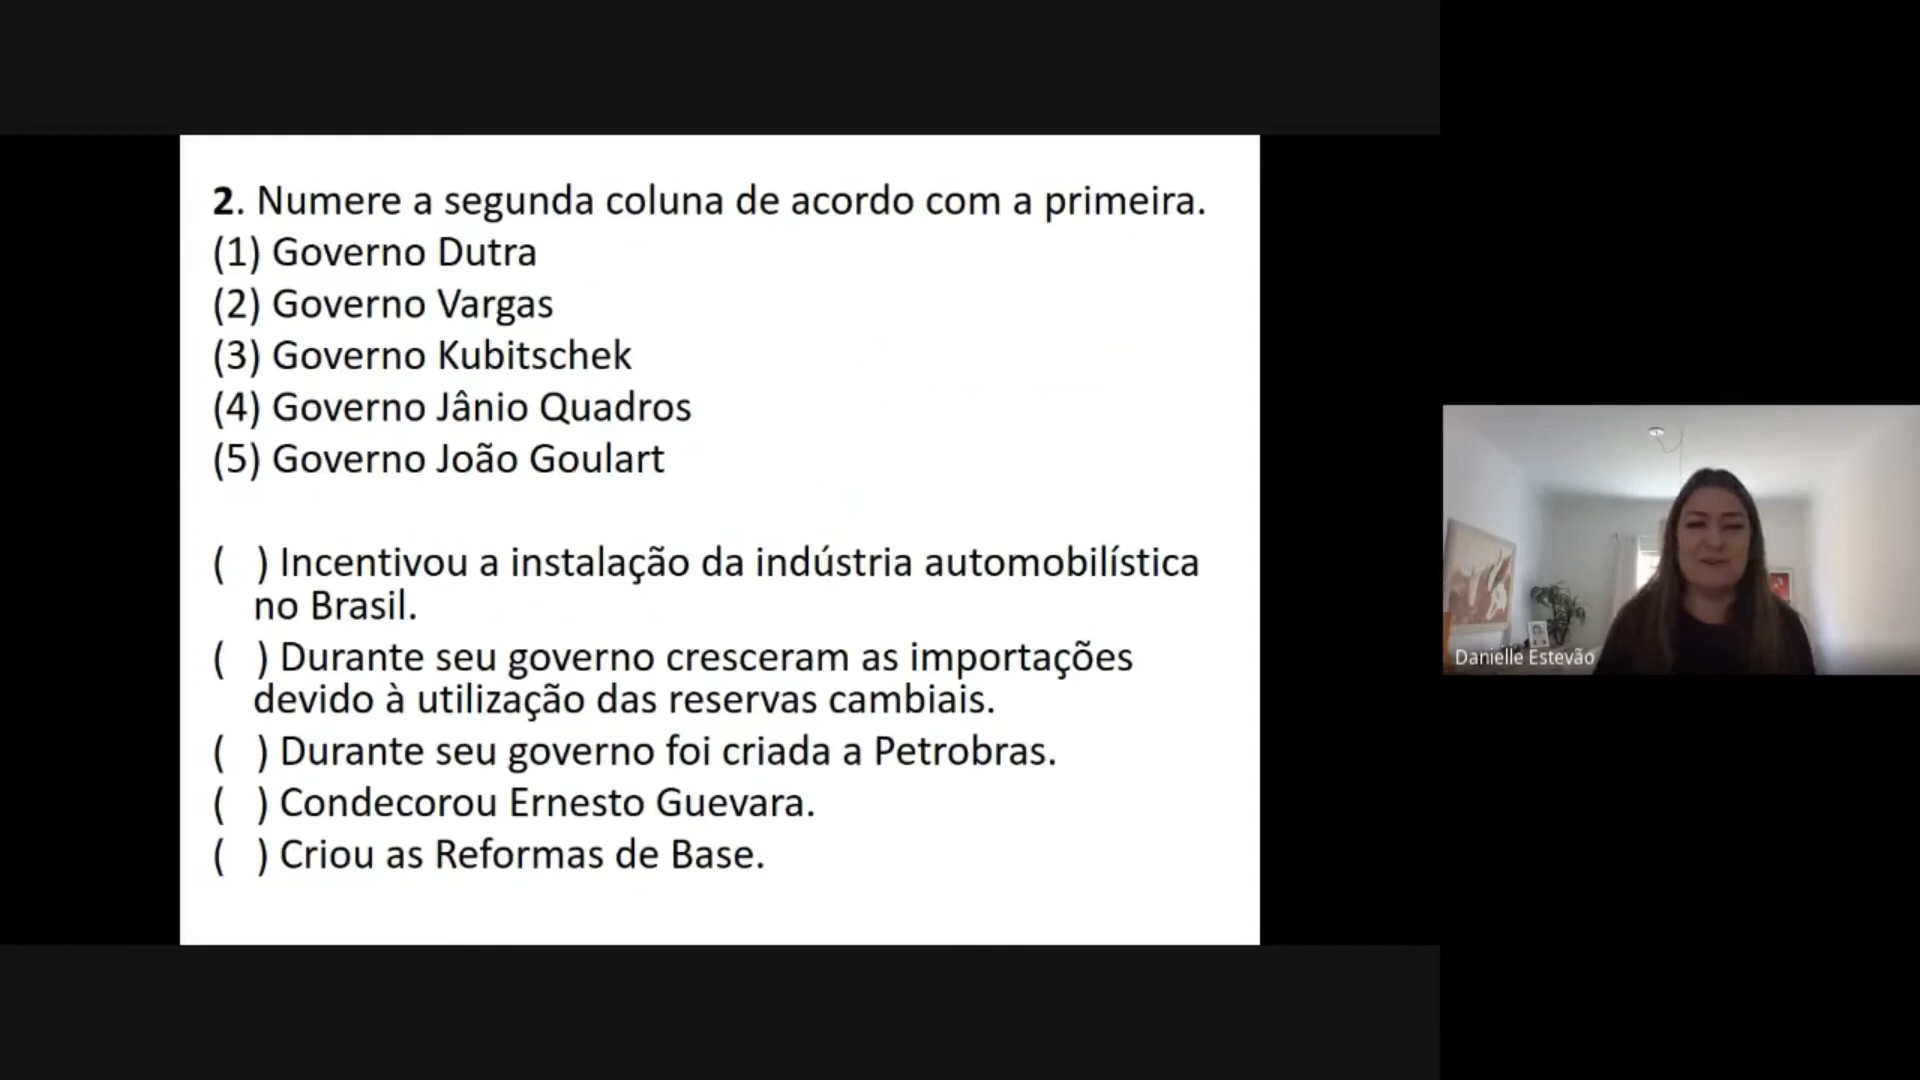 2. Numere a segunda coluna de acordo com a primeira.
(1) Governo Dutra
(2) Governo Vargas
(3) Governo Kubitschek
(4) Governo Jânio Quadros
(5) Governo João Goulart
( ) Incentivou a instalação da indústria automobilística
no Brasil.
( ) Durante seu governo cresceram as importações
devido à utilização das reservas cambiais.
( ) Durante seu governo foi criada a Petrobras.
( ) Condecorou Ernesto Guevara.
( ) Criou as Reformas de Base.
Danielle Estevão